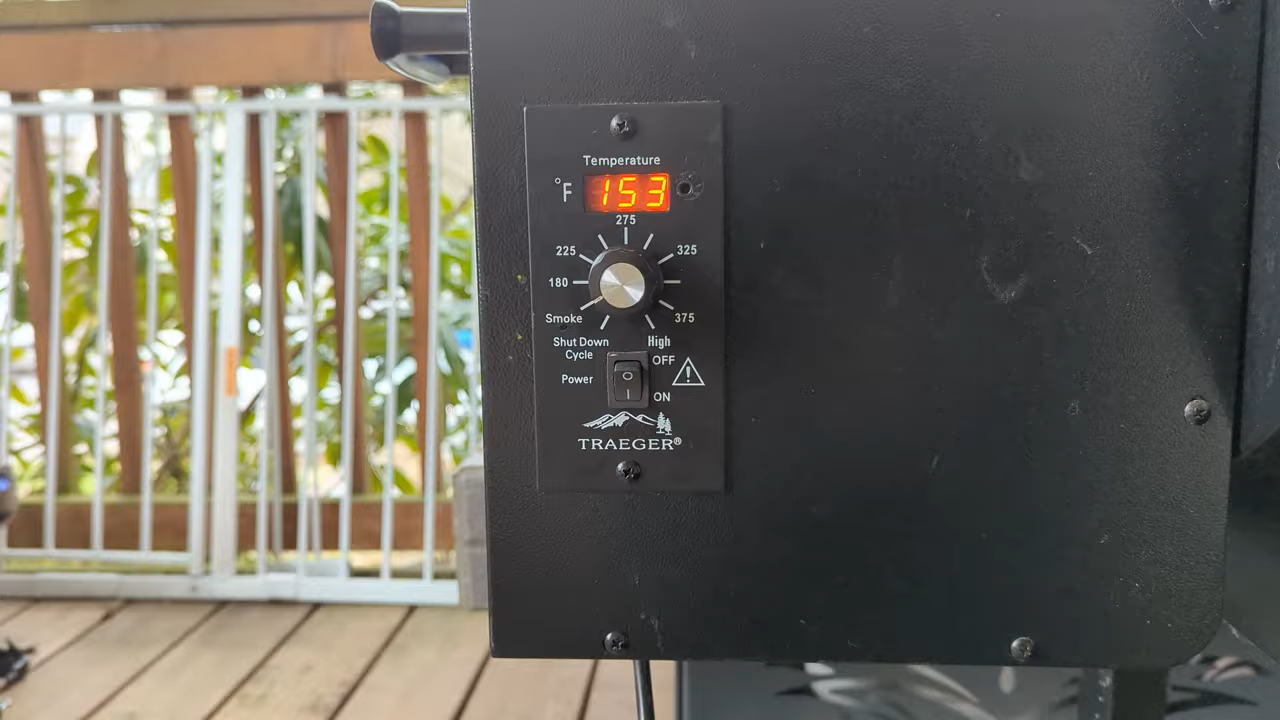 Temperature
°F 153
275
225 325
180
Smoke 375
Shut Down High
Cycle OFF
Power
ON
TRAEGER®